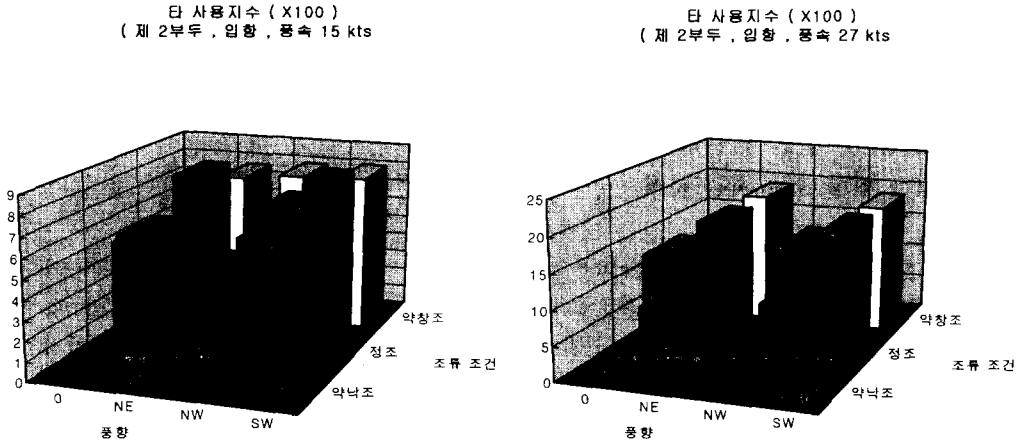 타 사용지수 ( X100 )
( 제 2부두 , 입항 , 풍속 15 kts
9
8
7
6
5
4
3
2
1
0
0
NE
NW
SW
풍향
약낙조
정조
약창조
조류 조건
타 사용지수 ( X100 )
( 제 2부두 , 입항 , 풍속 27 kts
25
20
15
10
5
0
0
NE
NW
SW
풍향
약낙조
정조
약창조
조류 조건